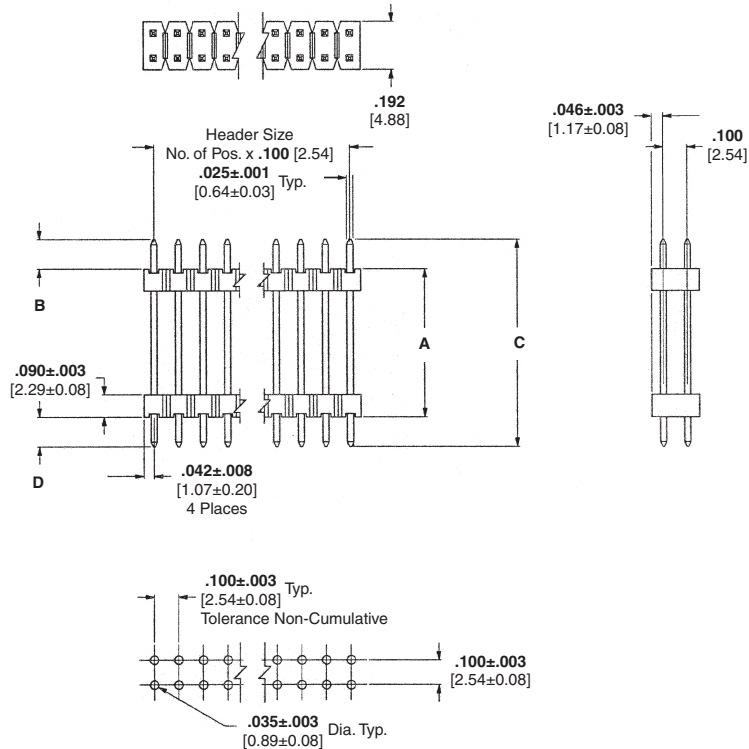 .192
[4.88]
.046±.003
[1.17±0.08]
.100
[2.54]
Header Size
No. of Pos. x .100 [2.54]
.025±.001
[0.64±0.03] Typ.
B
A
C
.090±.003
[2.29±0.08]
D
.042±.008
[1.07±0.20]
4 Places
.100±.003
[2.54±0.08] Typ.
Tolerance Non-Cumulative
.100±.003
[2.54±0.08]
.035±.003
[0.89±0.08] Dia. Typ.